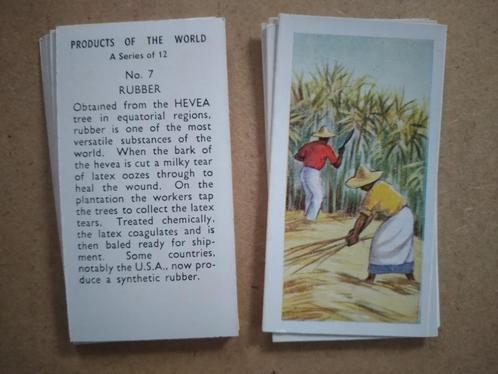 PRODUCTS OF THE WORLD
A Series of 12
No. 7
RUBBER
Obtained from the HEVEA
tree in equatorial regions,
rubber is one of the most
versatile substances of the
world. When the bark of
the hevea is cut a milky tear
of latex oozes through to
heal the wound. On the
plantation the workers tap
the trees to collect the latex
tears. Treated chemically,
the latex coagulates and is
then baled ready for ship-
ment. Some countries,
notably the U.S.A., now pro-
duce a synthetic rubber.